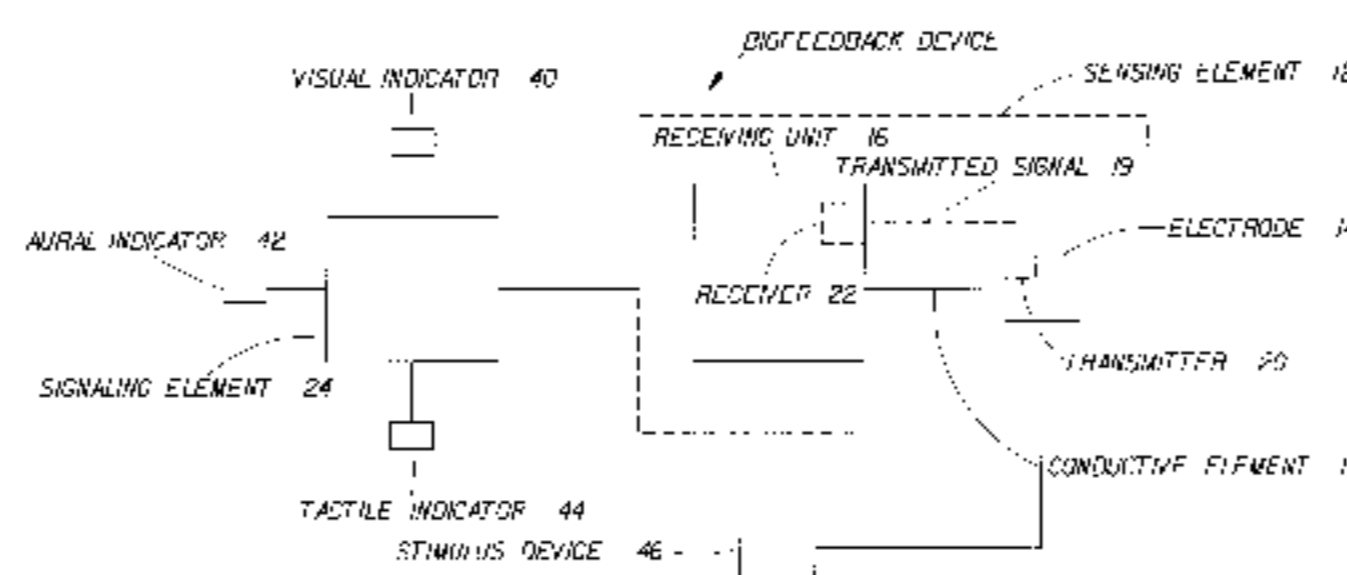 BIOFEEDBACK DEVICE
VISUAL INDICATOR 40
SENSING ELEMENT
RECEIVING UNIT 16
TRANSMITTED SIGNAL 19
AURAL INDICATOR 42
ELECTRODE
RECEIVER 22
TRANSMITTER 20
SIGNALING ELEMENT 24
CONDUCTIVE ELEMENT
TACTILE INDICATOR 44
STIMULUS DEVICE 46